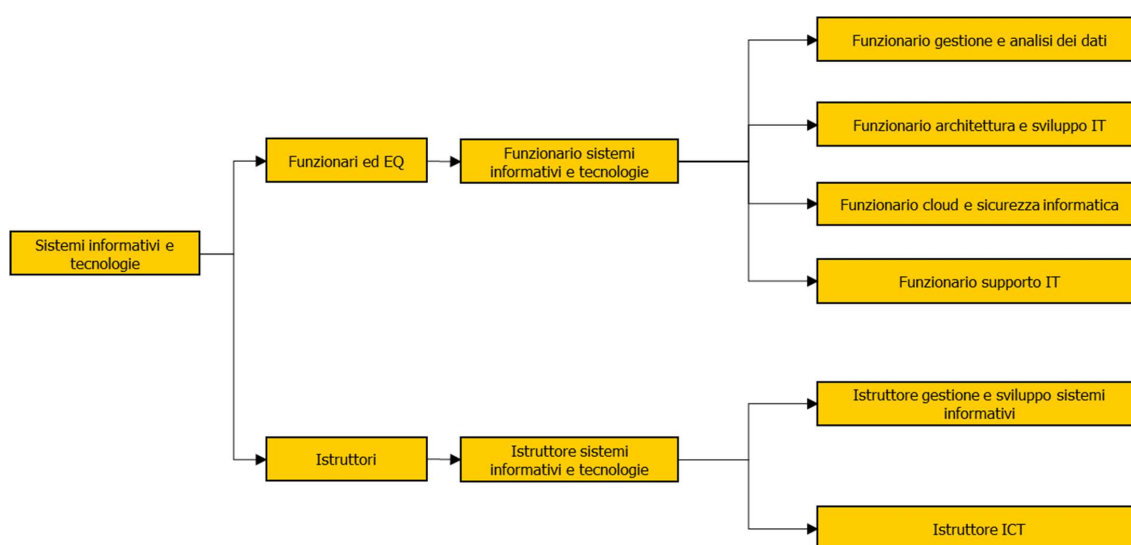 Funzionario gestione e analisi dei dati
Funzionario architettura e sviluppo IT
Funzionari ed EQ
Funzionario sistemi
informativi e tecnologie
Funzionario cloud e sicurezza informatica
Sistemi informativi e
tecnologie
Funzionario supporto IT
Istruttore gestione e sviluppo sistemi
informativi
Istruttori
Istruttore sistemi
informativi e tecnologie
Istruttore ICT